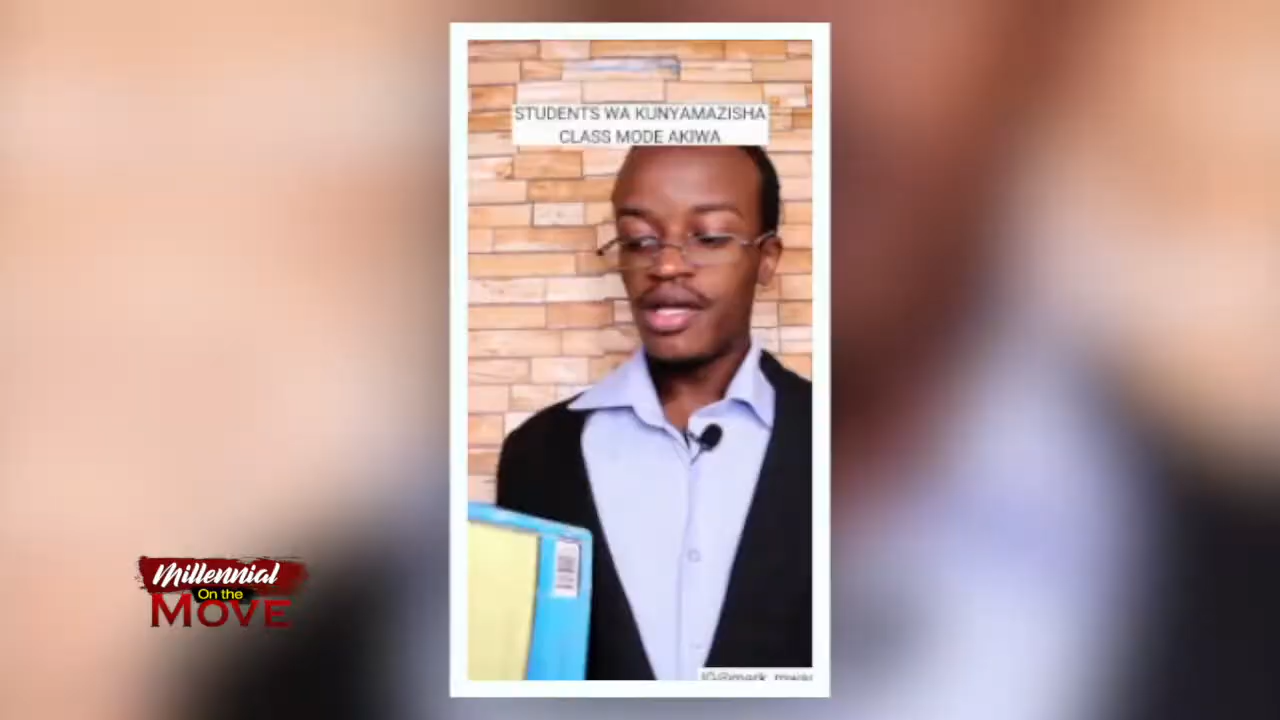 STUDENTS WA KUNYAMAZISHA
CLASS MODE AKIWA
Millennial
On the
MOVE